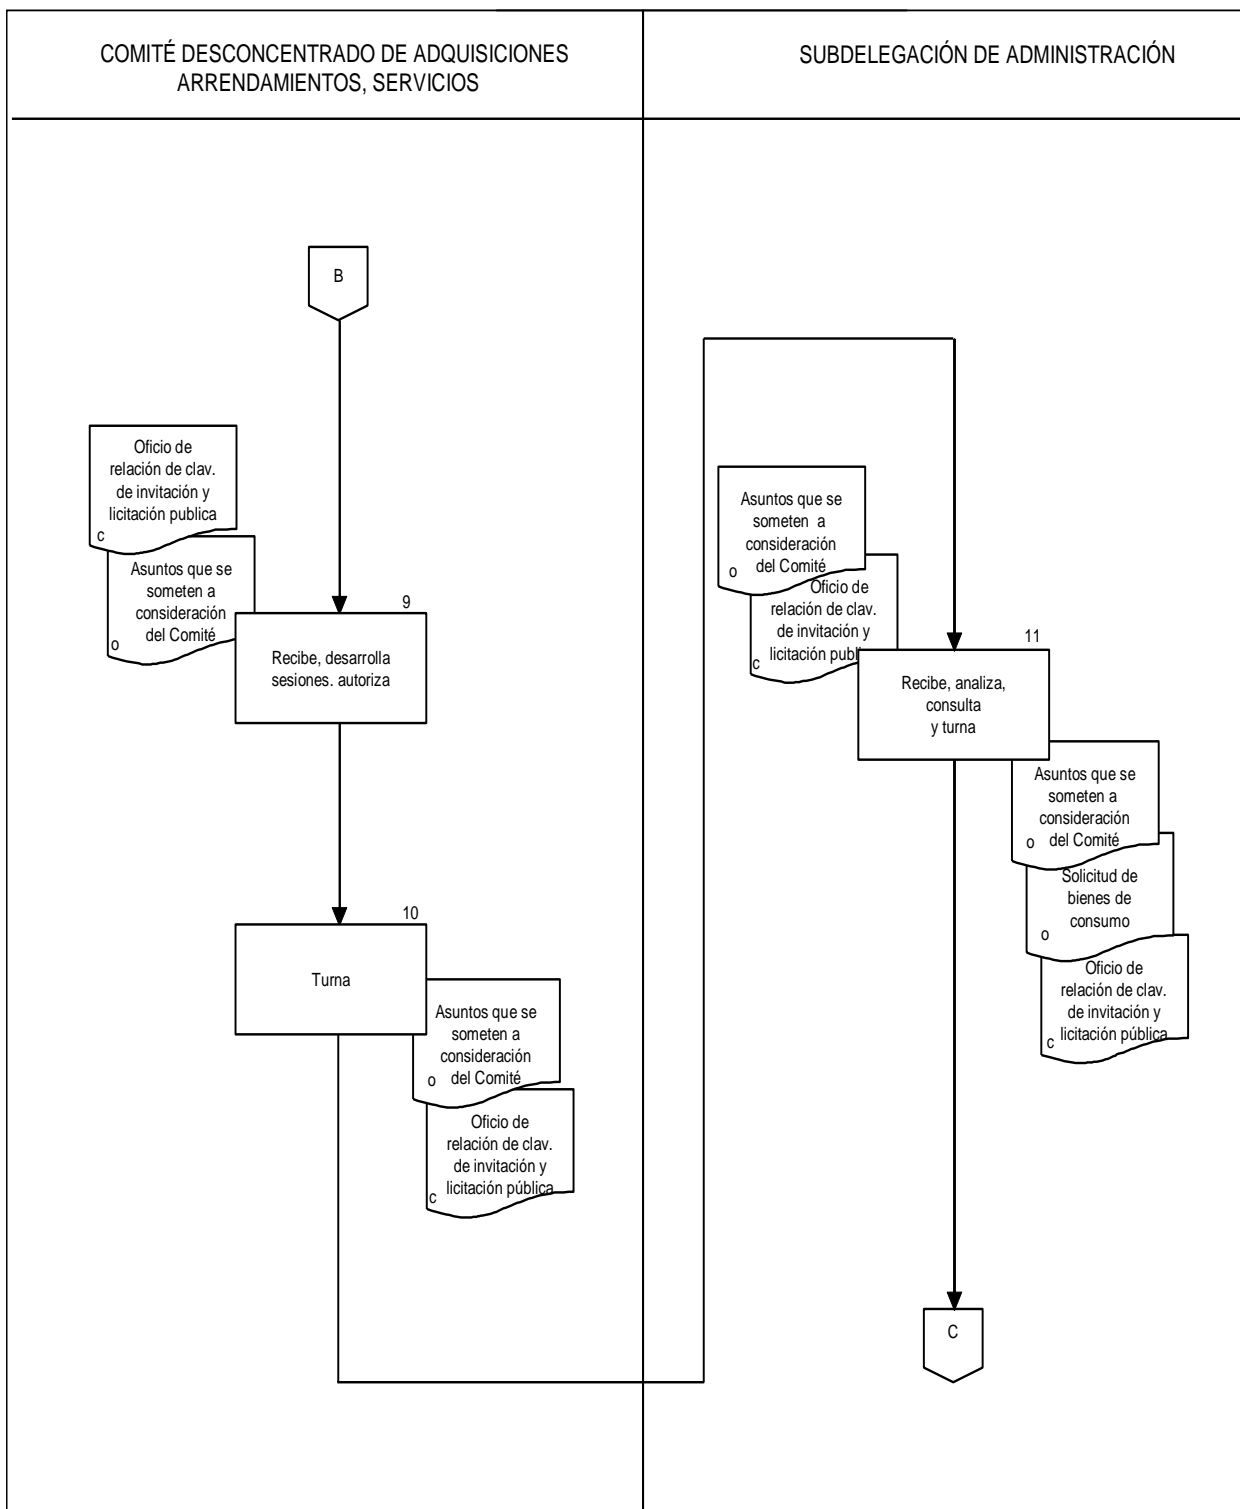 COMITÉ DESCONCENTRADO DE ADQUISICIONES
ARRENDAMIENTOS, SERVICIOS
SUBDELEGACIÓN DE ADMINISTRACIÓN
B
Oficio de
relación de clav.
de invitación y
licitación publica
c
Asuntos que se
someten a
consideración
del Comité
o
9
Recibe, desarrolla
sesiones. autoriza
10
Turna
Asuntos que se
someten a
consideración
o del Comité
Oficio de
relación de clav.
de invitación y
licitación pública
c
Asuntos que se
someten a
consideración
o del Comité
Oficio de
relación de clav.
de invitación y
licitación publi
c
11
Recibe, analiza,
consulta
y turna
Asuntos que se
someten a
consideración
o del Comité
Solicitud de
bienes de
consumo
o
Oficio de
relación de clav.
de invitación y
licitación pública
c
C